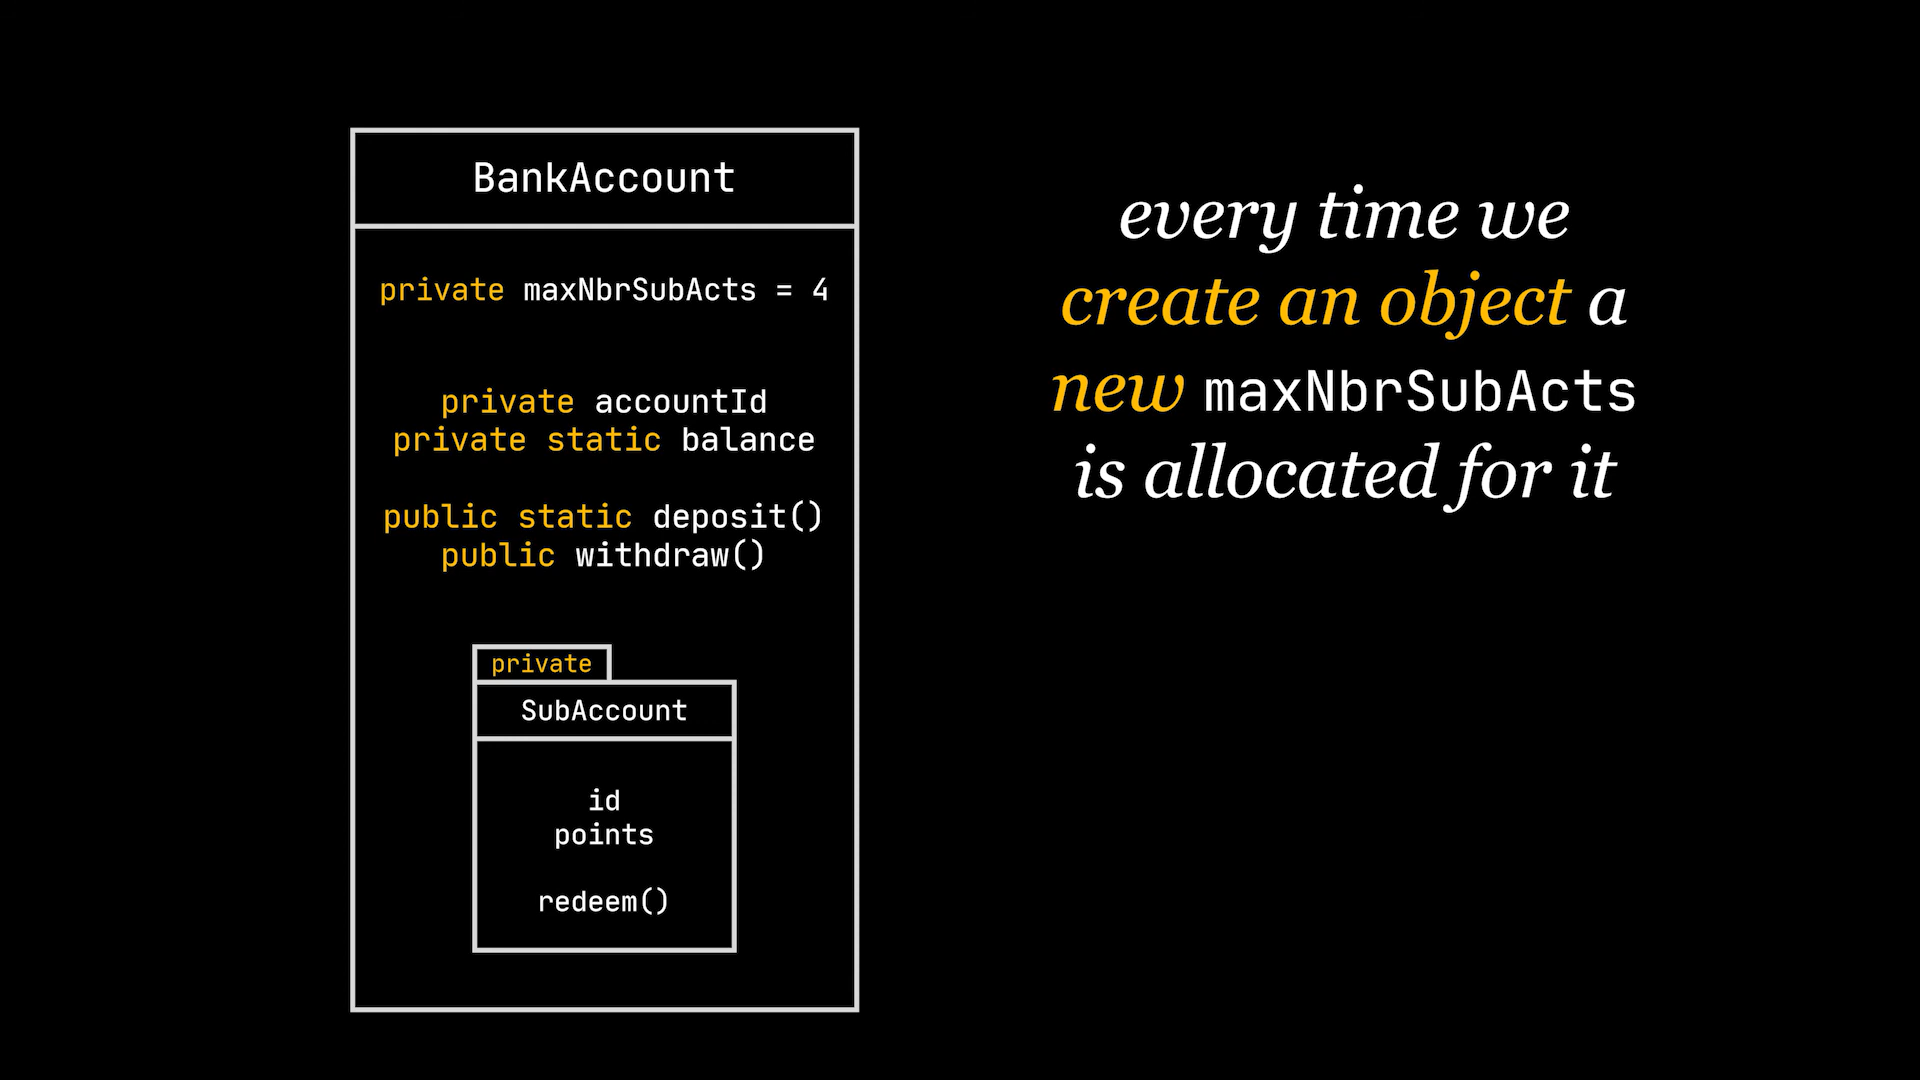 BankAccount
private maxNbrSubActs = 4
private accountId
private static balance
public static deposit()
public withdraw()
private
SubAccount
id
points
redeem()
every time we
create an object a
new maxNbrSubActs
is allocated for it